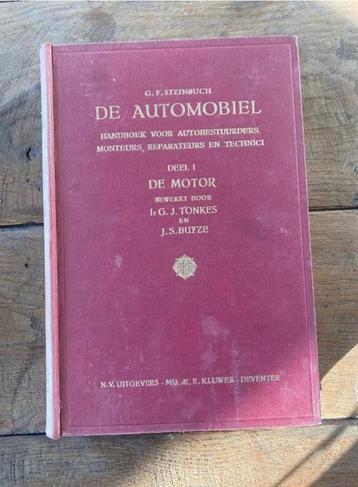 G. F. STEINBUCH
DE AUTOMOBIEL
HANDBOEK VOOR AUTOBESTUURDERS,
MONTEURS, REPARATEURS EN TECHNICI
DEEL I
DE MOTOR
BEWERKT DOOR
Ir G. J. TONKES
EN
J. S. BUYZE
N.V. UITGEVERS - MIJ. Æ. E. KLUWER - DEVENTER